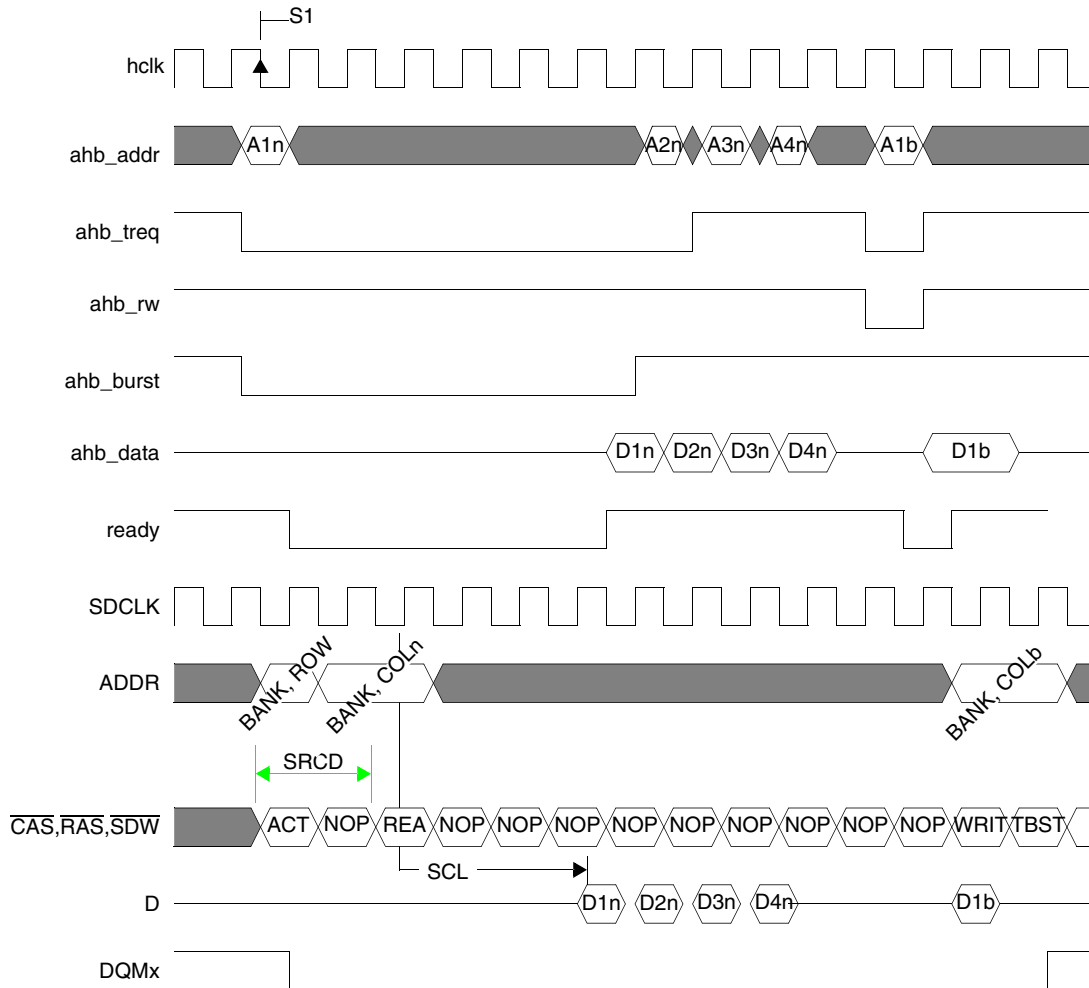 S1
hclk
ahb_addr A1n A2n A3n A4n A1b
ahb_treq
ahb_rw
ahb_burst
ahb_data D1n D2n D3n D4n D1b
ready
SDCLK
ADDR BANK, ROW BANK, COLn BANK, COLb
SRCD
CAS,RAS,SDW ACT NOP REA NOP NOP NOP NOP NOP NOP NOP NOP NOP WRIT TBST
SCL
D D1n D2n D3n D4n D1b
DQMx